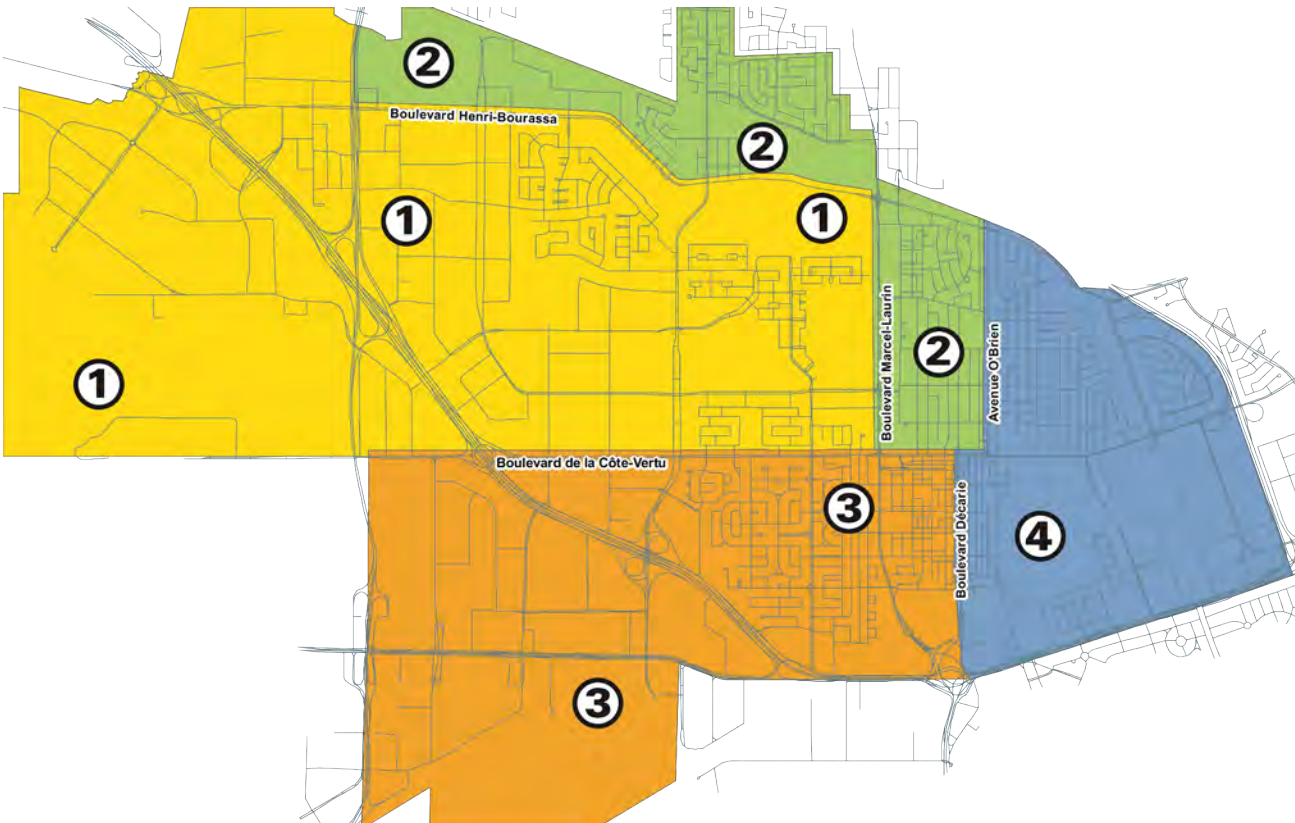 2
Boulevard Henri-Bourassa
2
1
1
Boulevard Marcel-Laurin
2
Avenue O'Brien
1
Boulevard de la Côte-Vertu
3
Boulevard Décarie
4
3